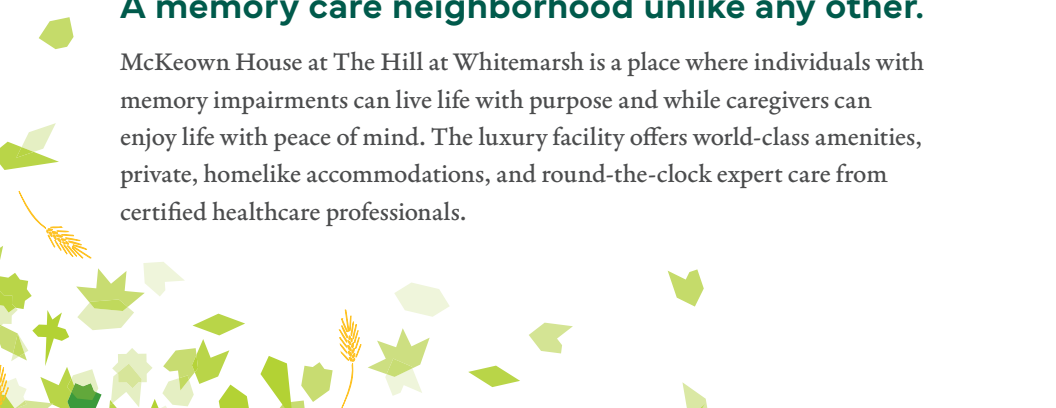 A memory care neighborhood unlike any other.
McKeown House at The Hill at Whitemarsh is a place where individuals with
memory impairments can live life with purpose and while caregivers can
enjoy life with peace of mind. The luxury facility offers world-class amenities,
private, homelike accommodations, and round-the-clock expert care from
certified healthcare professionals.